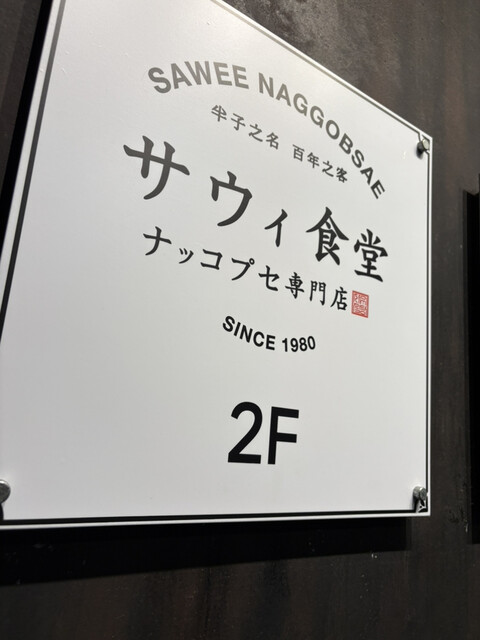 SAWEE NAGGOBSAE
半子之名 百年之客
サウィ食堂
ナッコプセ専門店
SINCE 1980
2F